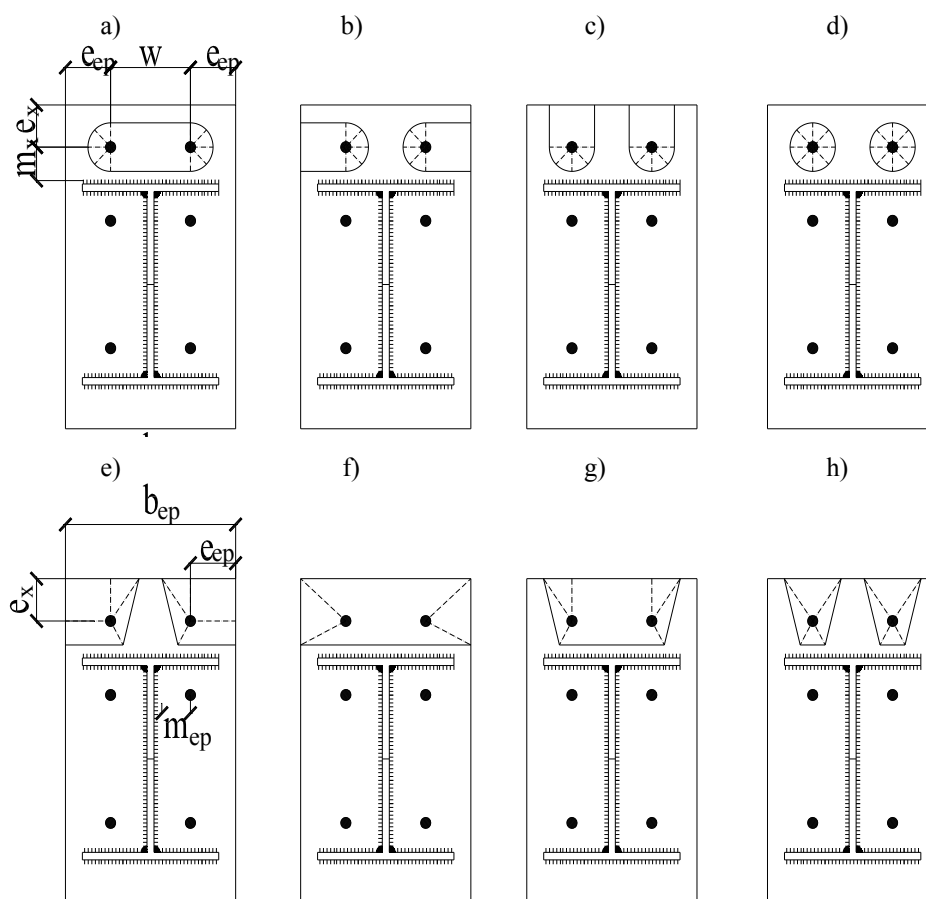 a) b) c) d)
e_ep w e_ep
e_x
m_x
e) f) g) h)
b_ep
e_ep
e_x
m_ep